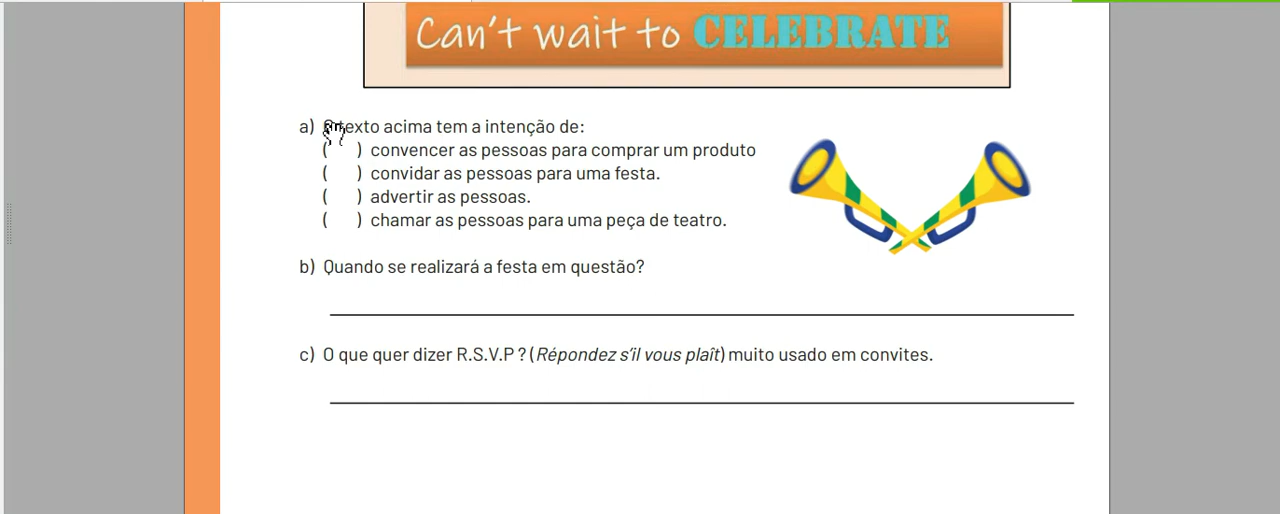 Can't wait to CELEBRATE
a) O texto acima tem a intenção de:
( ) convencer as pessoas para comprar um produto
( ) convidar as pessoas para uma festa.
( ) advertir as pessoas.
( ) chamar as pessoas para uma peça de teatro.
b) Quando se realizará a festa em questão?
c) O que quer dizer R.S.V.P ? (Répondez s'il vous plaît) muito usado em convites.